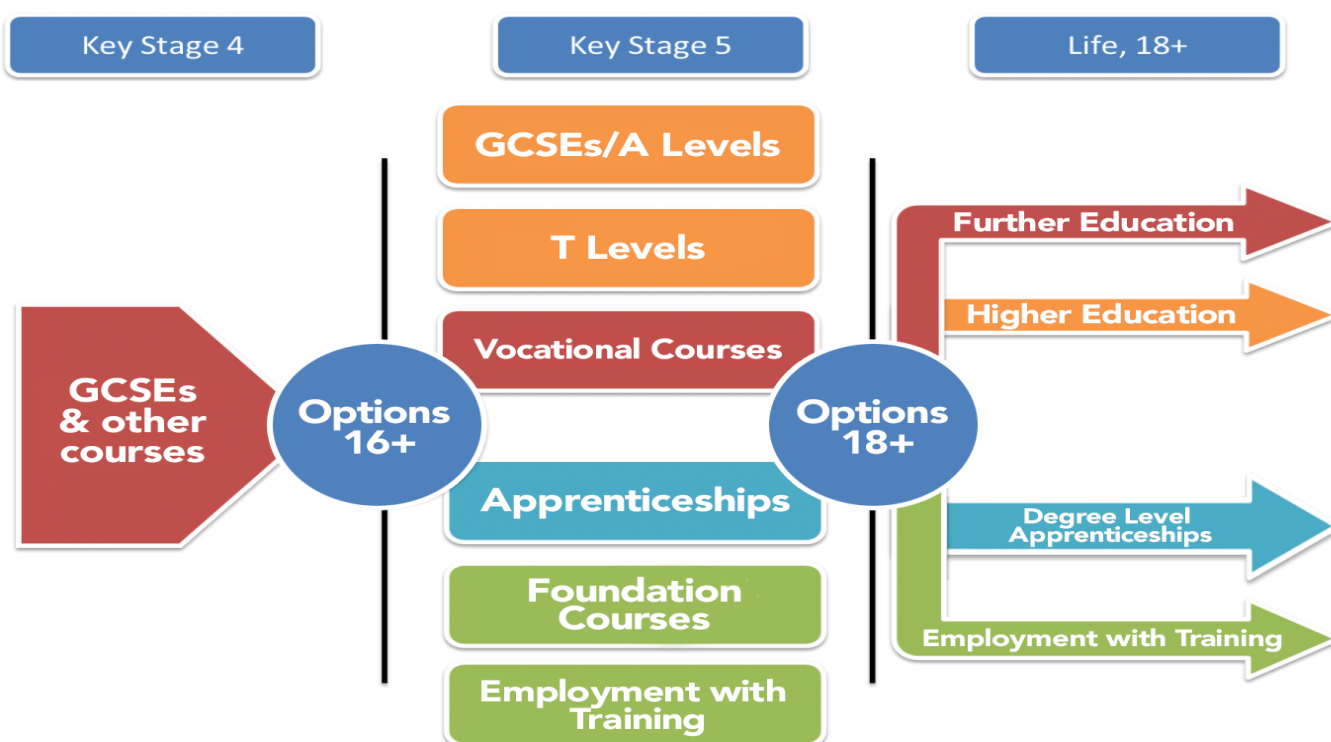 Key Stage 4
Key Stage 5
Life, 18+
GCSEs
& other
courses
Options
16+
GCSEs/A Levels
T Levels
Vocational Courses
Apprenticeships
Foundation
Courses
Employment with
Training
Options
18+
Further Education
Higher Education
Degree Level
Apprenticeships
Employment with Training